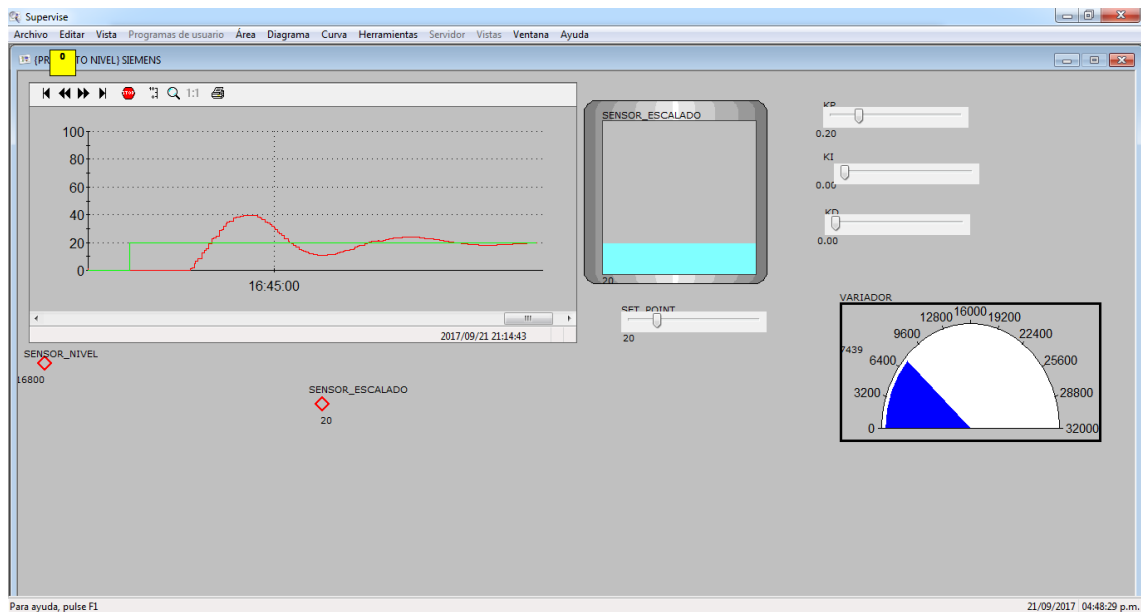 Supervise
Archivo Editar Vista Programas de usuario Área Diagrama Curva Herramientas Servidor Vistas Ventana Ayuda
(PR 0 TO NIVEL) SIEMENS
STOP 1:1
100
80
60
40
20
0
16:45:00
2017/09/21 21:14:43
SENSOR_ESCALADO
20
SET_POINT
20
KP
0.20
KI
0.00
KD
0.00
VARIADOR
7439
0
3200
6400
9600
12800
16000
19200
22400
25600
28800
32000
SENSOR_NIVEL
16800
SENSOR_ESCALADO
20
Para ayuda, pulse F1
21/09/2017 04:48:29 p.m.